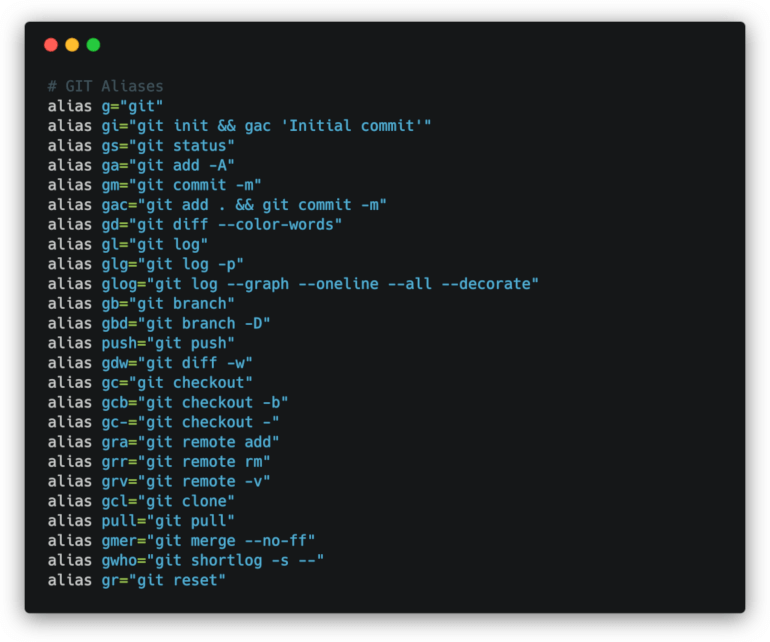 # GIT Aliases
alias g="git"
alias gi="git init && gac 'Initial commit'"
alias gs="git status"
alias ga="git add -A"
alias gm="git commit -m"
alias gac="git add . && git commit -m"
alias gd="git diff --color-words"
alias gl="git log"
alias glg="git log -p"
alias glog="git log --graph --oneline --all --decorate"
alias gb="git branch"
alias gbd="git branch -D"
alias push="git push"
alias gdw="git diff -w"
alias gc="git checkout"
alias gcb="git checkout -b"
alias gc-="git checkout -"
alias gra="git remote add"
alias grr="git remote rm"
alias grv="git remote -v"
alias gcl="git clone"
alias pull="git pull"
alias gmer="git merge --no-ff"
alias gwho="git shortlog -s --"
alias gr="git reset"